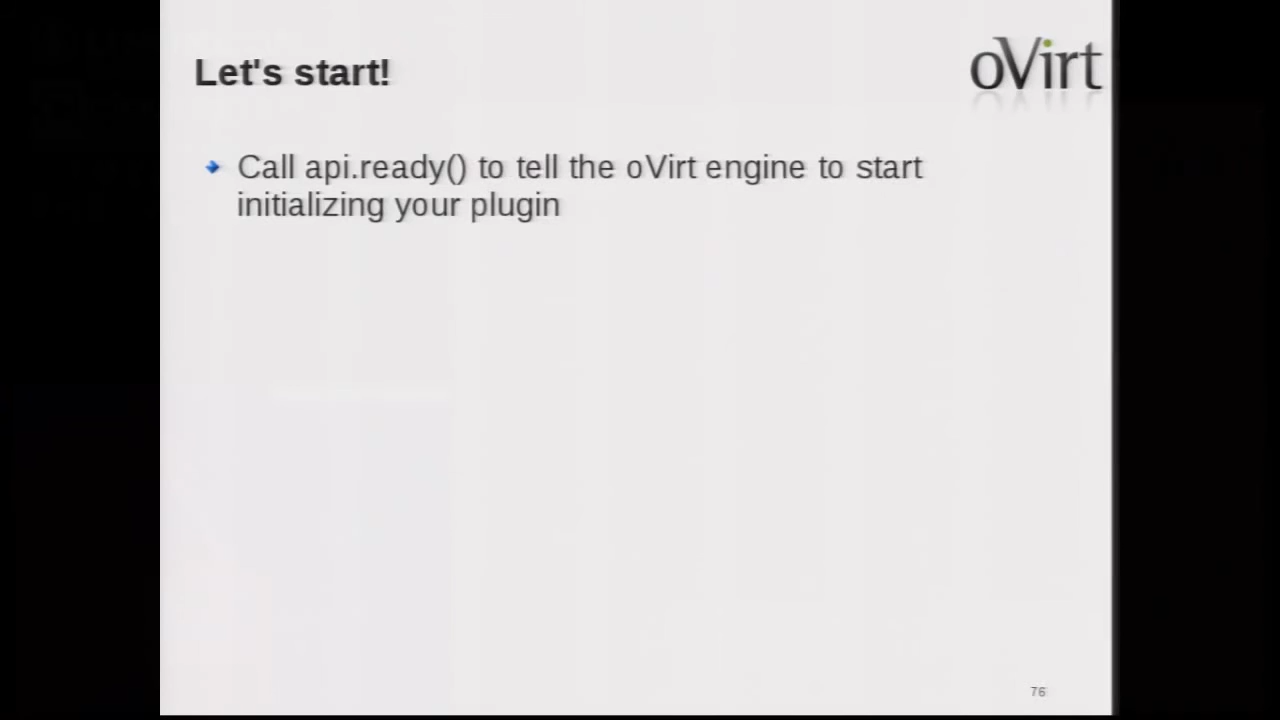 Let's start!
oVirt
Call api.ready() to tell the oVirt engine to start
initializing your plugin
76